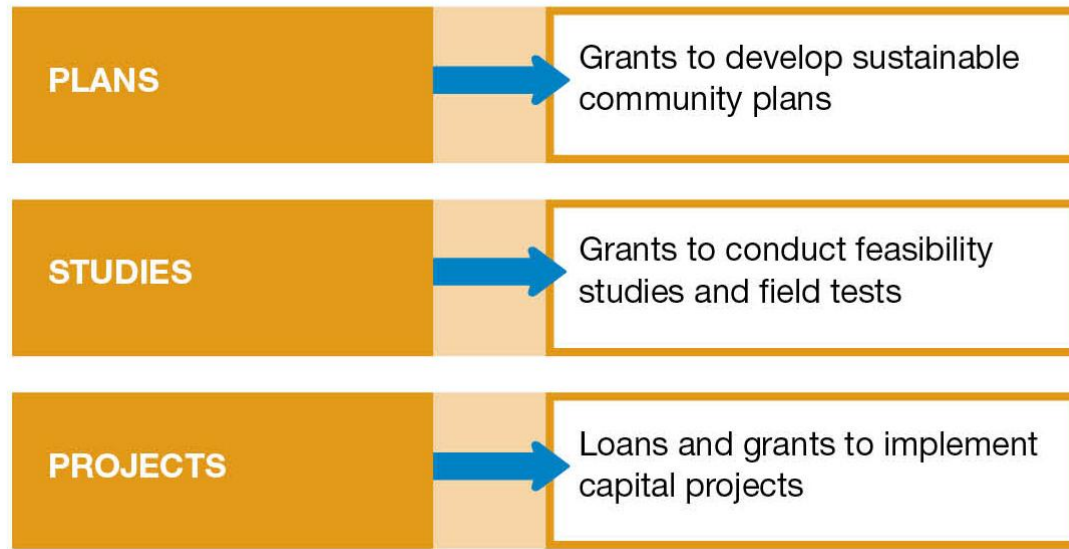 PLANS
Grants to develop sustainable
community plans
STUDIES
Grants to conduct feasibility
studies and field tests
PROJECTS
Loans and grants to implement
capital projects